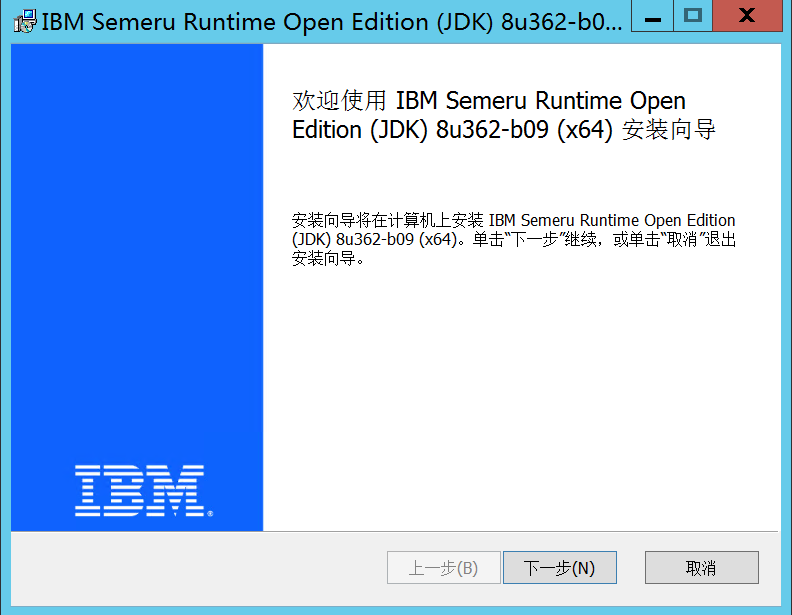 IBM Semeru Runtime Open Edition (JDK) 8u362-b0...
欢迎使用 IBM Semeru Runtime Open
Edition (JDK) 8u362-b09 (x64) 安装向导
安装向导将在计算机上安装 IBM Semeru Runtime Open Edition
(JDK) 8u362-b09 (x64)。单击“下一步”继续，或单击“取消”退出
安装向导。
IBM®
上一步(B) 下一步(N) 取消